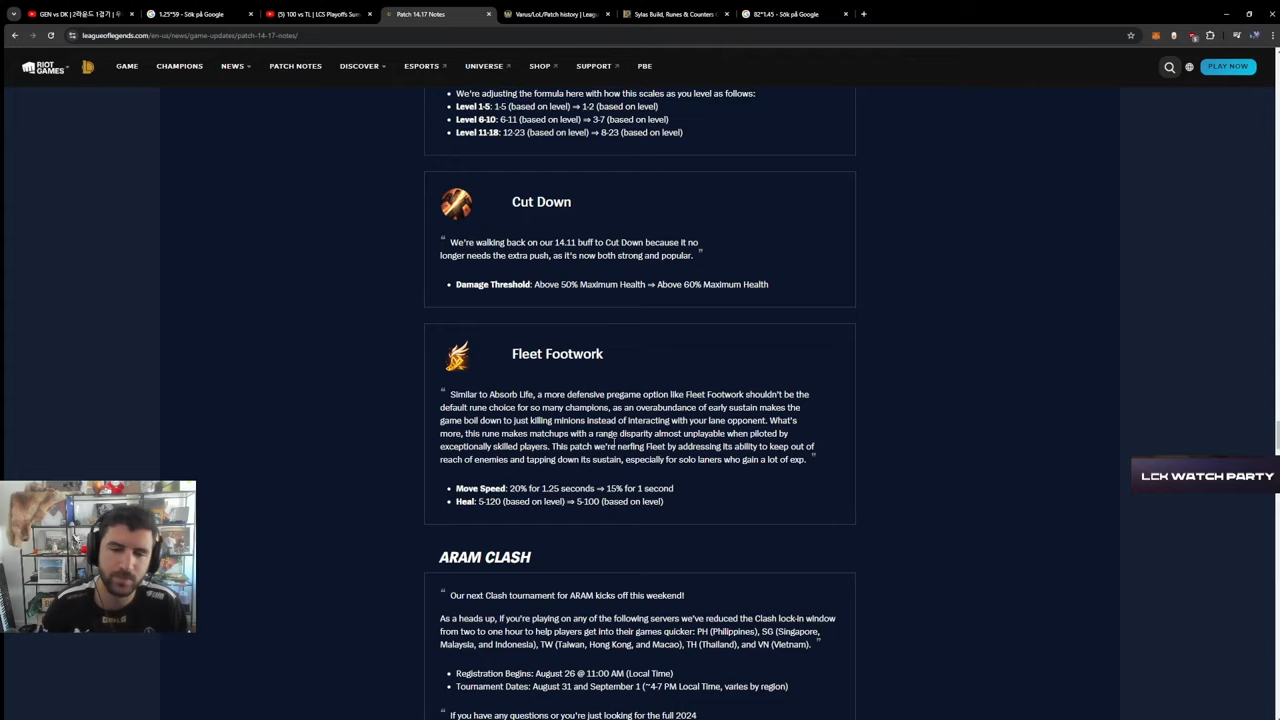 GEN vs DK | 2라운드 1경기 |
1.25*59 - Sök på Google
(5) 100 vs TL | LCS Playoffs Sum
Patch 14.17 Notes
Varus/LoL/Patch history | Leagu
Sylas Build, Runes & Counters
82*1.45 - Sök på Google
leagueoflegends.com/en-us/news/game-updates/patch-14-17-notes/
RIOT GAMES
GAME
CHAMPIONS
NEWS
PATCH NOTES
DISCOVER
ESPORTS
UNIVERSE
SHOP
SUPPORT
PBE
PLAY NOW
We're adjusting the formula here with how this scales as you level as follows:
• Level 1-5: 1-5 (based on level) ⇒ 1-2 (based on level)
• Level 6-10: 6-11 (based on level) ⇒ 3-7 (based on level)
• Level 11-18: 12-23 (based on level) ⇒ 8-23 (based on level)
Cut Down
“ We're walking back on our 14.11 buff to Cut Down because it no
longer needs the extra push, as it's now both strong and popular. ”
• Damage Threshold: Above 50% Maximum Health ⇒ Above 60% Maximum Health
Fleet Footwork
“ Similar to Absorb Life, a more defensive pregame option like Fleet Footwork shouldn't be the
default rune choice for so many champions, as an overabundance of early sustain makes the
game boil down to just killing minions instead of interacting with your lane opponent. What's
more, this rune makes matchups with a range disparity almost unplayable when piloted by
exceptionally skilled players. This patch we're nerfing Fleet by addressing its ability to keep out of
reach of enemies and tapping down its sustain, especially for solo laners who gain a lot of exp. ”
• Move Speed: 20% for 1.25 seconds ⇒ 15% for 1 second
• Heal: 5-120 (based on level) ⇒ 5-100 (based on level)
LCK WATCH PARTY
ARAM CLASH
“ Our next Clash tournament for ARAM kicks off this weekend!
As a heads up, if you're playing on any of the following servers we've reduced the Clash lock-in window
from two to one hour to help players get into their games quicker: PH (Philippines), SG (Singapore,
Malaysia, and Indonesia), TW (Taiwan, Hong Kong, and Macao), TH (Thailand), and VN (Vietnam). ”
• Registration Begins: August 26 @ 11:00 AM (Local Time)
• Tournament Dates: August 31 and September 1 (~4-7 PM Local Time, varies by region)
“ If you have any questions or you're just looking for the full 2024